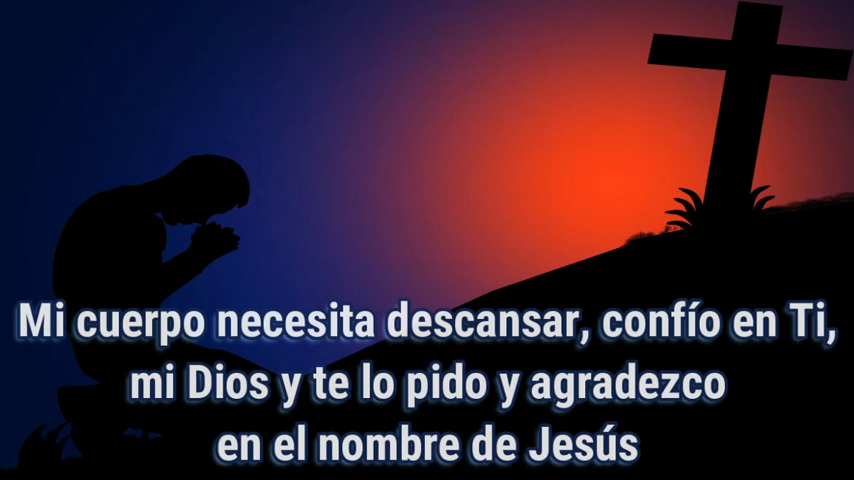 Mi cuerpo necesita descansar, confío en Ti,
mi Dios y te lo pido y agradezco
en el nombre de Jesús